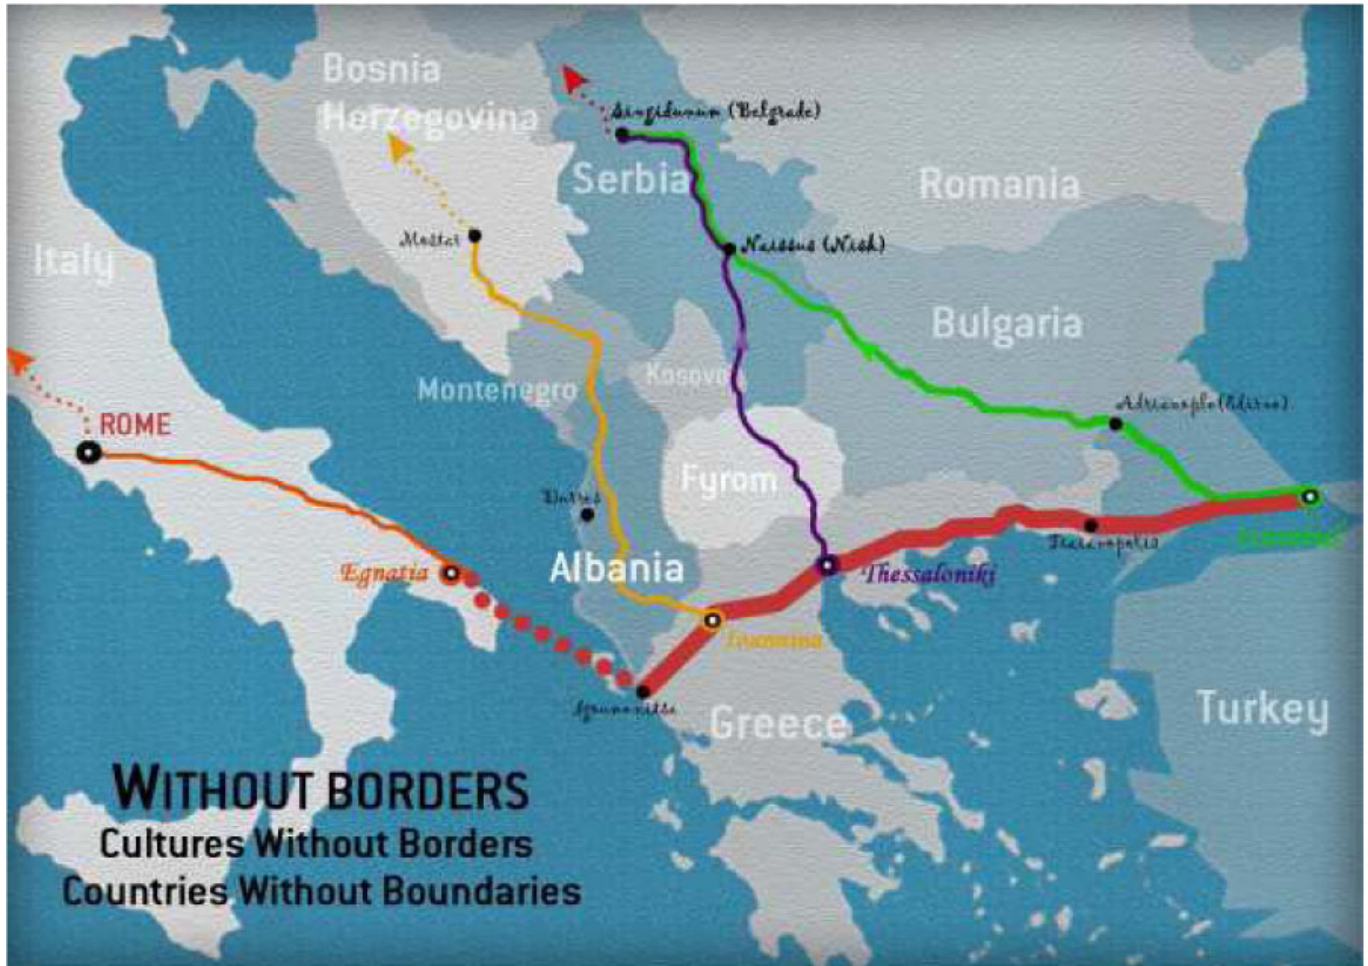 Bosnia
Herzegovina
Singidunum (Belgrade)
Serbia
Romania
Mostar
Naissus (Nish)
Italy
Bulgaria
Montenegro
Kosovo
ROME
Adrianople (Edirne)
Fyrom
Durres
Albania
Egnatia
Thessaloniki
Ioannina
Greece
Turkey
WITHOUT BORDERS
Cultures Without Borders
Countries Without Boundaries